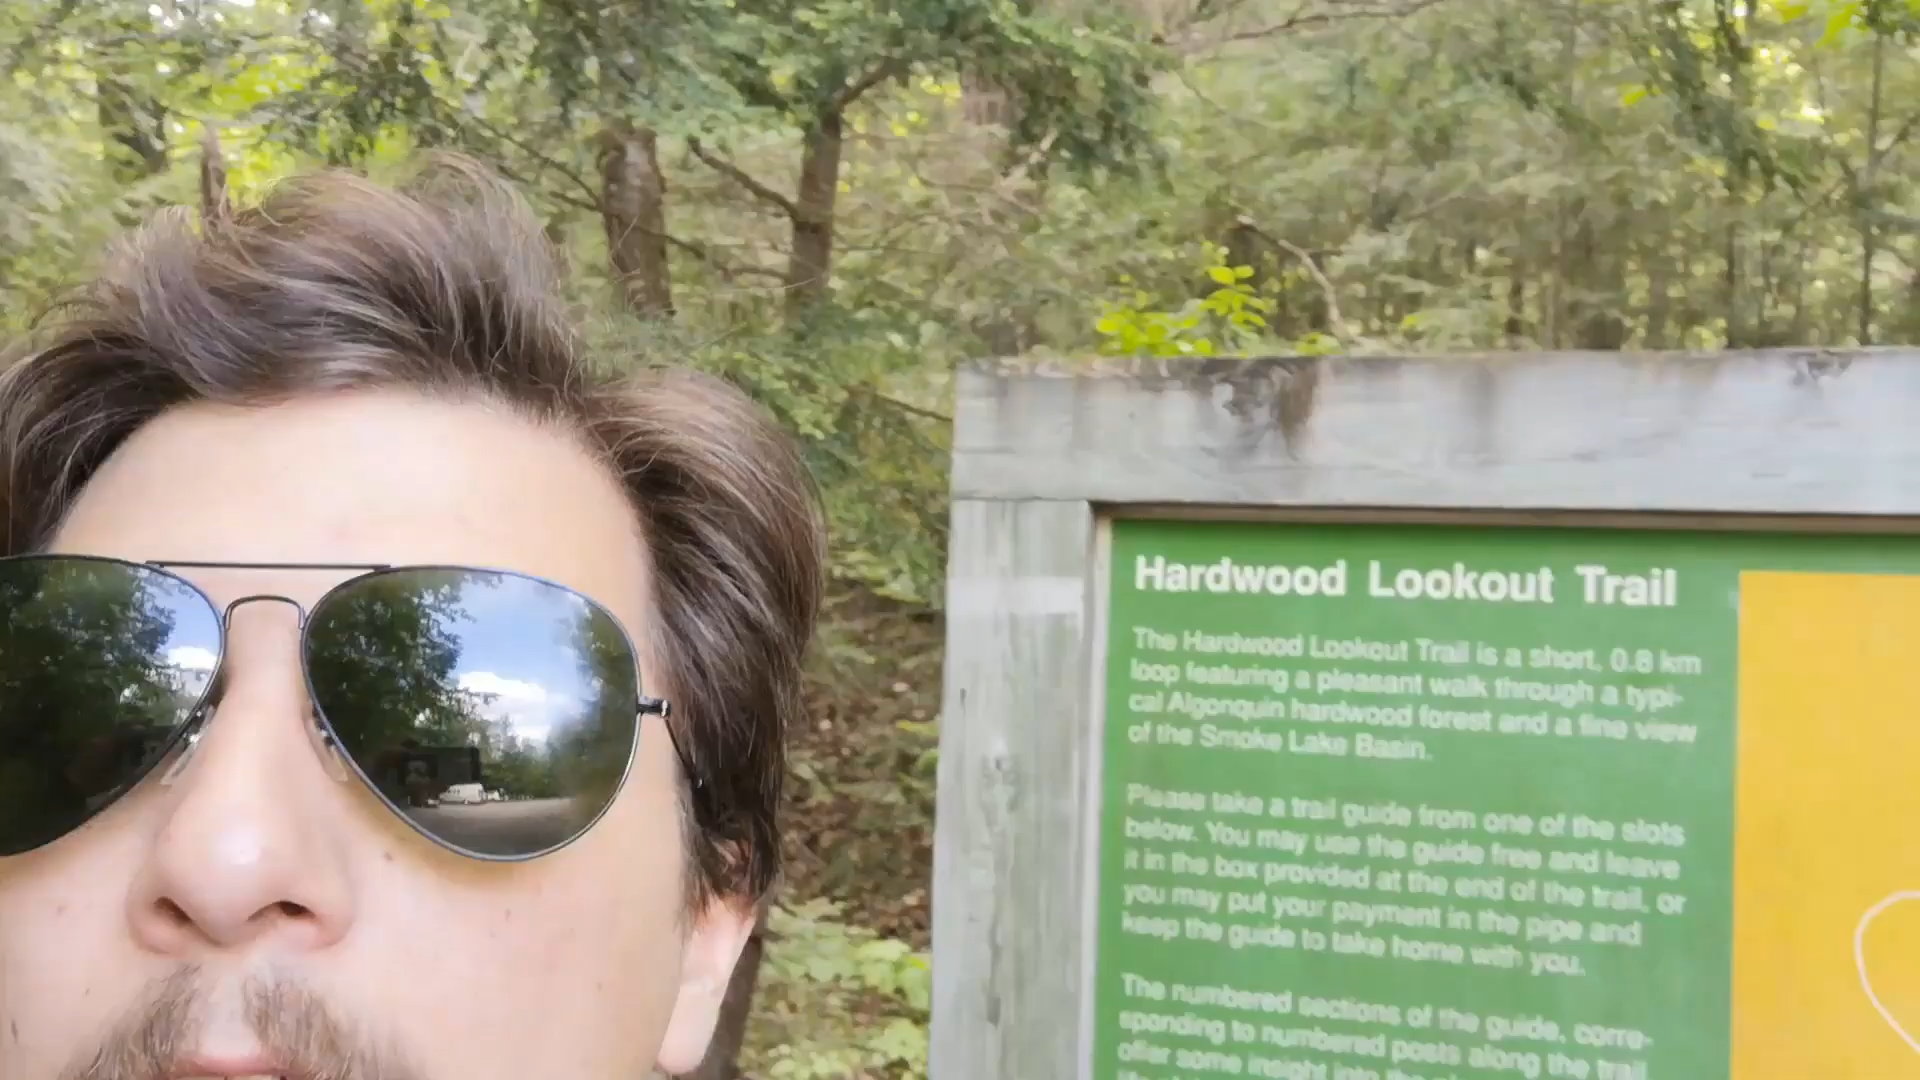 Hardwood Lookout Trail
The Hardwood Lookout Trail is a short, 0.8 km
loop featuring a pleasant walk through a typi-
cal Algonquin hardwood forest and a fine view
of the Smoke Lake Basin.
Please take a trail guide from one of the slots
below. You may use the guide free and leave
it in the box provided at the end of the trail, or
you may put your payment in the pipe and
keep the guide to take home with you.
The numbered sections of the guide, corre-
sponding to numbered posts along the trail
offer some insight into the